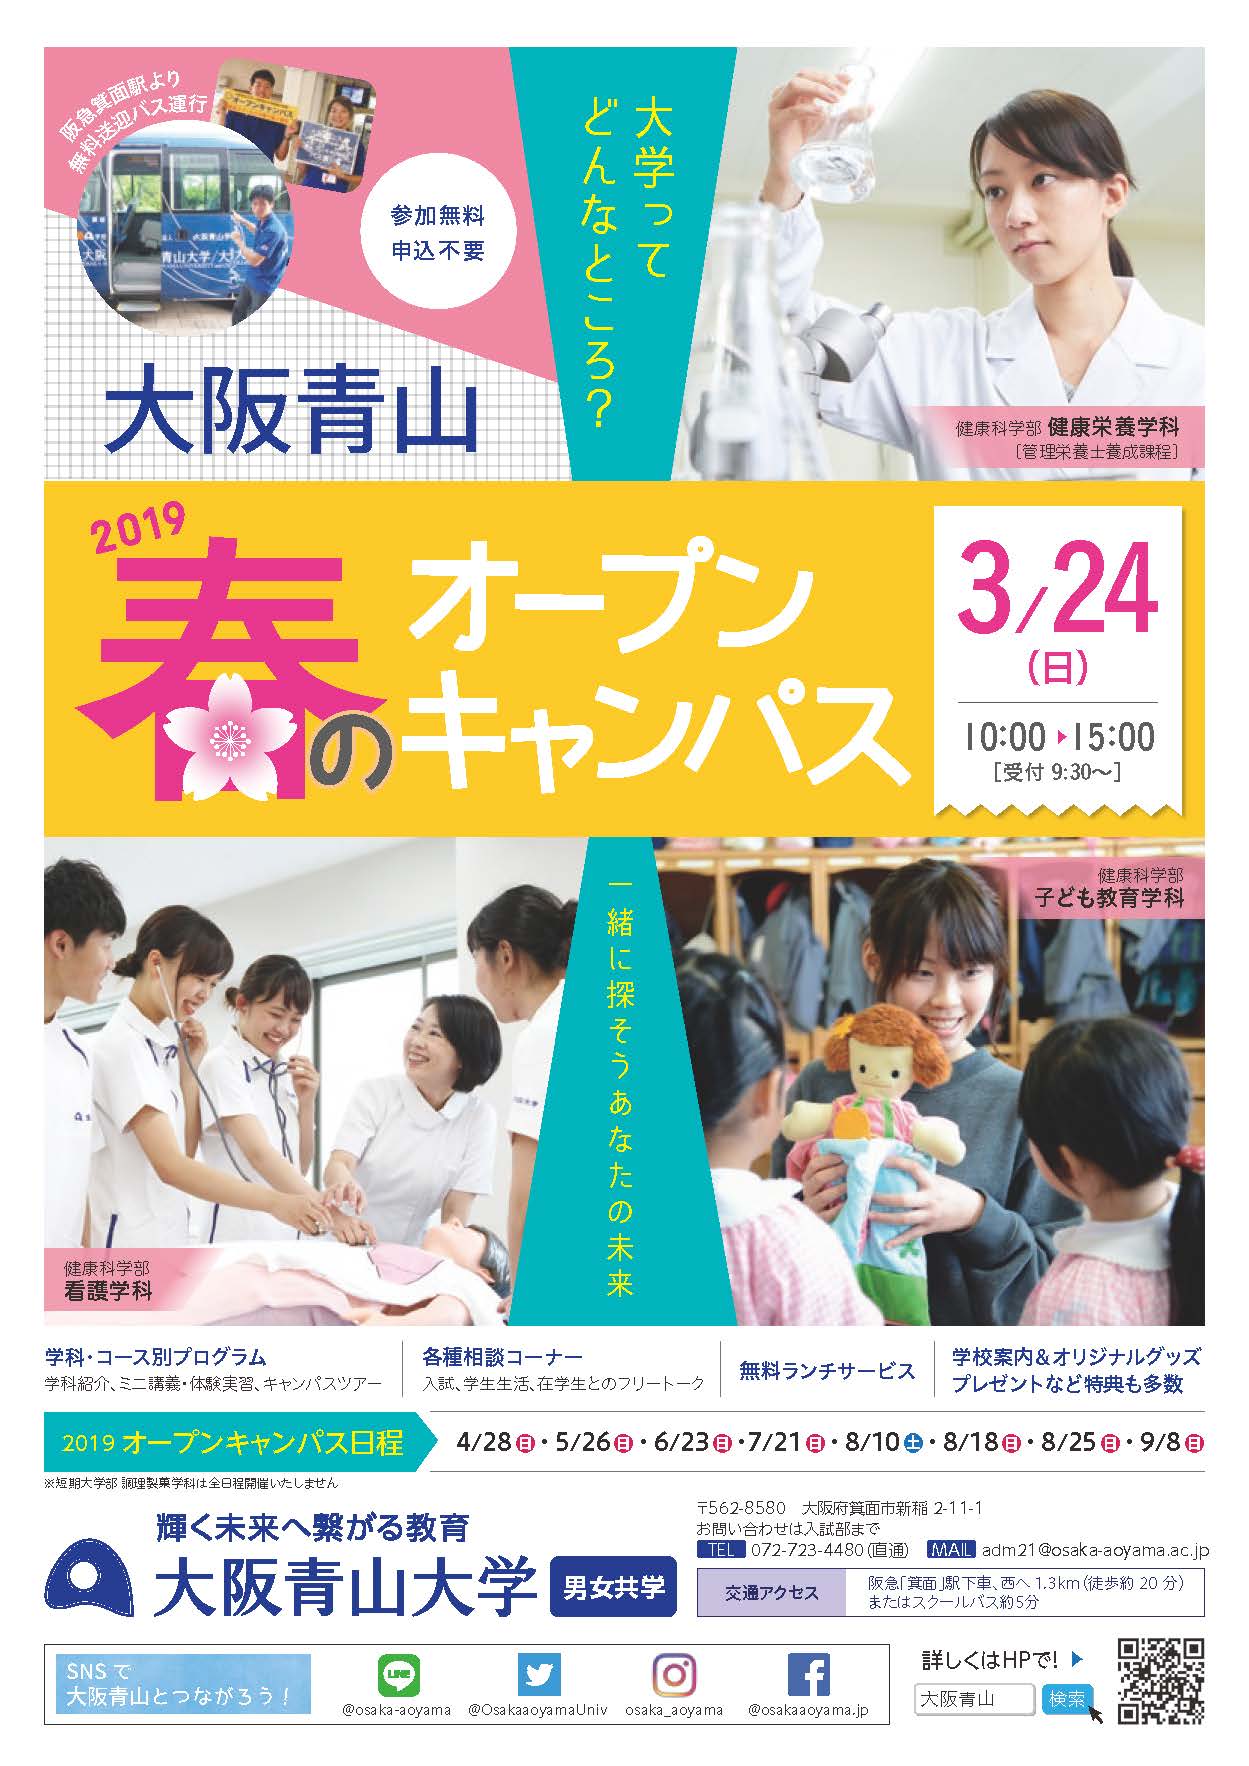 阪急箕面駅より
無料送迎バス運行
オープンキャンパス
参加無料
申込不要
大学って
どんなところ？
大阪青山
健康科学部 健康栄養学科
［管理栄養士養成課程］
2019
春の
オープン
キャンパス
3/24
（日）
10:00 ▶ 15:00
［受付 9:30〜］
健康科学部
看護学科
一緒に探そうあなたの未来
健康科学部
子ども教育学科
学科・コース別プログラム
学科紹介、ミニ講義・体験実習、キャンパスツアー
各種相談コーナー
入試、学生生活、在学生とのフリートーク
無料ランチサービス
学校案内＆オリジナルグッズ
プレゼントなど特典も多数
2019 オープンキャンパス日程
4/28 日・5/26 日・6/23 日・7/21 日・8/10 土・8/18 日・8/25 日・9/8 日
※短期大学部 調理製菓学科は全日程開催いたしません
輝く未来へ繋がる教育
大阪青山大学 男女共学
〒562-8580 大阪府箕面市新稲 2-11-1
お問い合わせは入試部まで
TEL 072-723-4480（直通） MAIL adm21@osaka-aoyama.ac.jp
交通アクセス
阪急「箕面」駅下車、西へ 1.3km（徒歩約 20 分）
またはスクールバス約5分
SNS で
大阪青山とつながろう！
LINE
@osaka-aoyama
@OsakaaoyamaUniv
osaka_aoyama
@osakaaoyama.jp
詳しくはHPで! ▶
大阪青山 検索